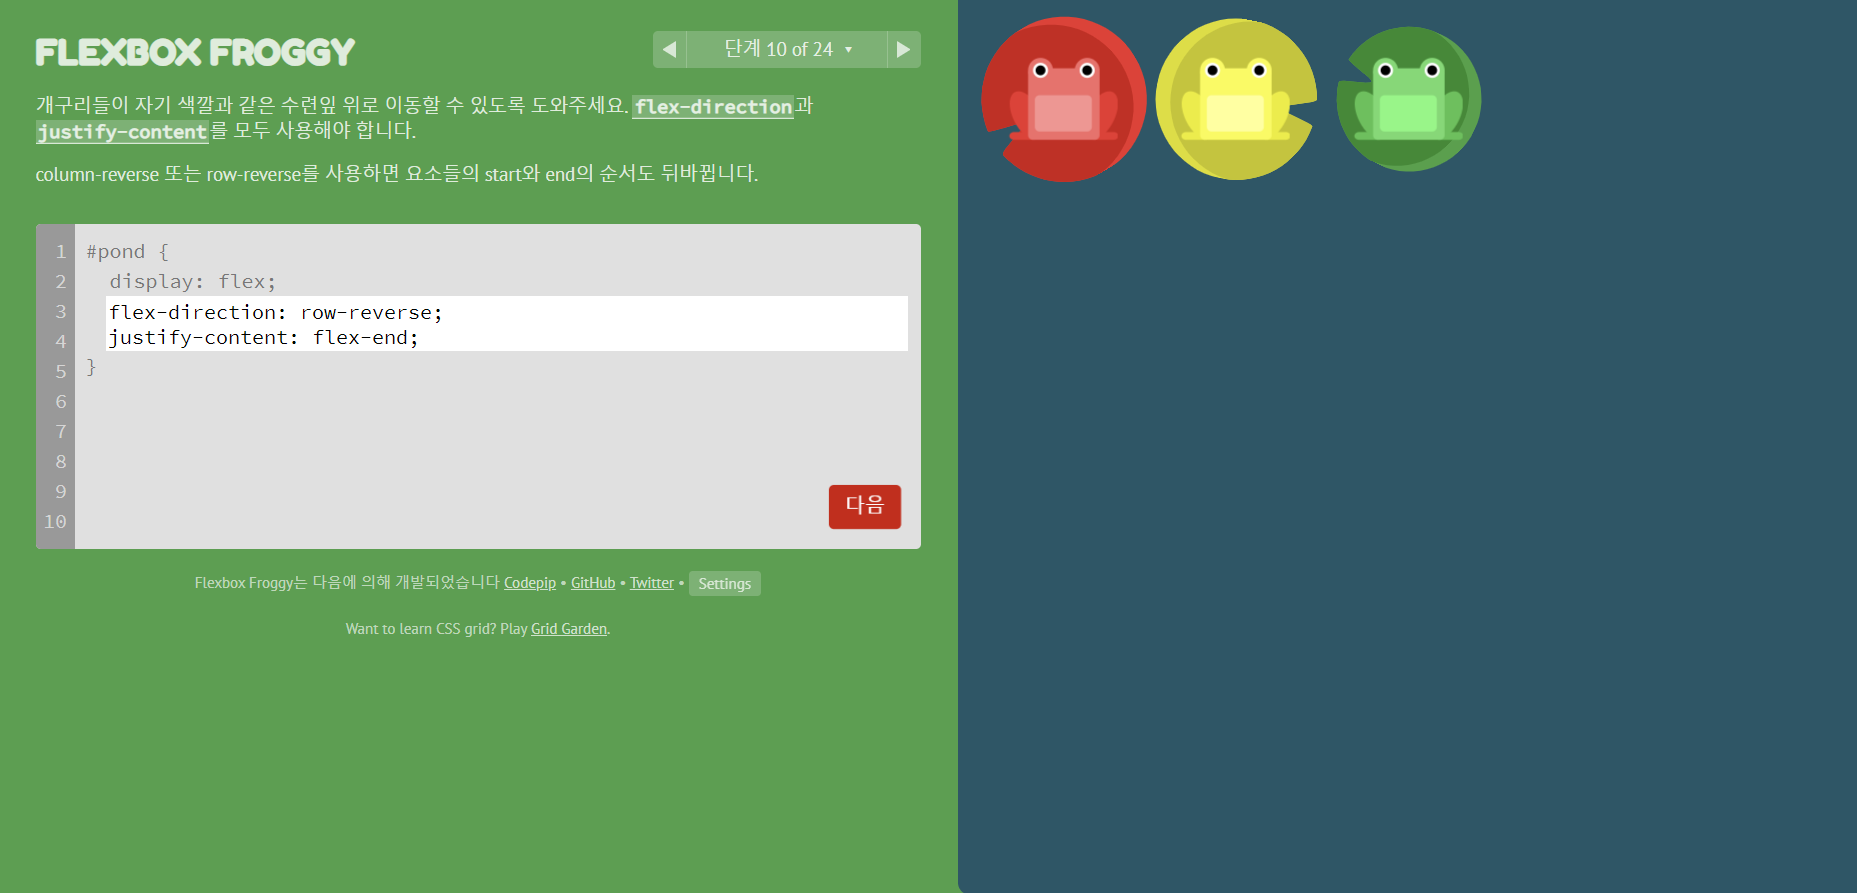 FLEXBOX FROGGY
단계 10 of 24
개구리들이 자기 색깔과 같은 수련잎 위로 이동할 수 있도록 도와주세요. flex-direction과
justify-content를 모두 사용해야 합니다.
column-reverse 또는 row-reverse를 사용하면 요소들의 start와 end의 순서도 뒤바뀝니다.
1 #pond {
2 display: flex;
3 flex-direction: row-reverse;
4 justify-content: flex-end;
5 }
6
7
8
9
10
다음
Flexbox Froggy는 다음에 의해 개발되었습니다 Codepip • GitHub • Twitter • Settings
Want to learn CSS grid? Play Grid Garden.